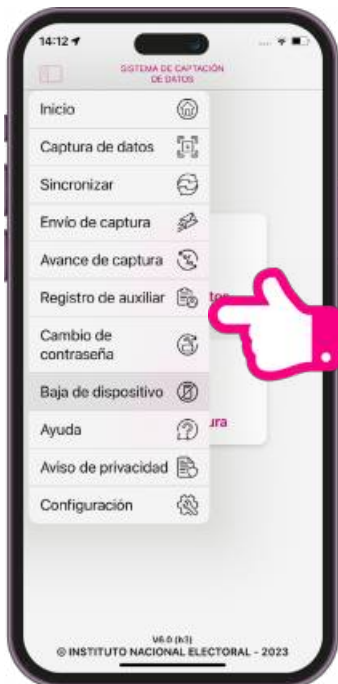 14:12
SISTEMA DE CAPTACIÓN
DE DATOS
Inicio
Captura de datos
Sincronizar
Envío de captura
Avance de captura
Registro de auxiliar
Cambio de
contraseña
Baja de dispositivo
ura
Ayuda
Aviso de privacidad
Configuración
V6.0 (h3)
© INSTITUTO NACIONAL ELECTORAL - 2023